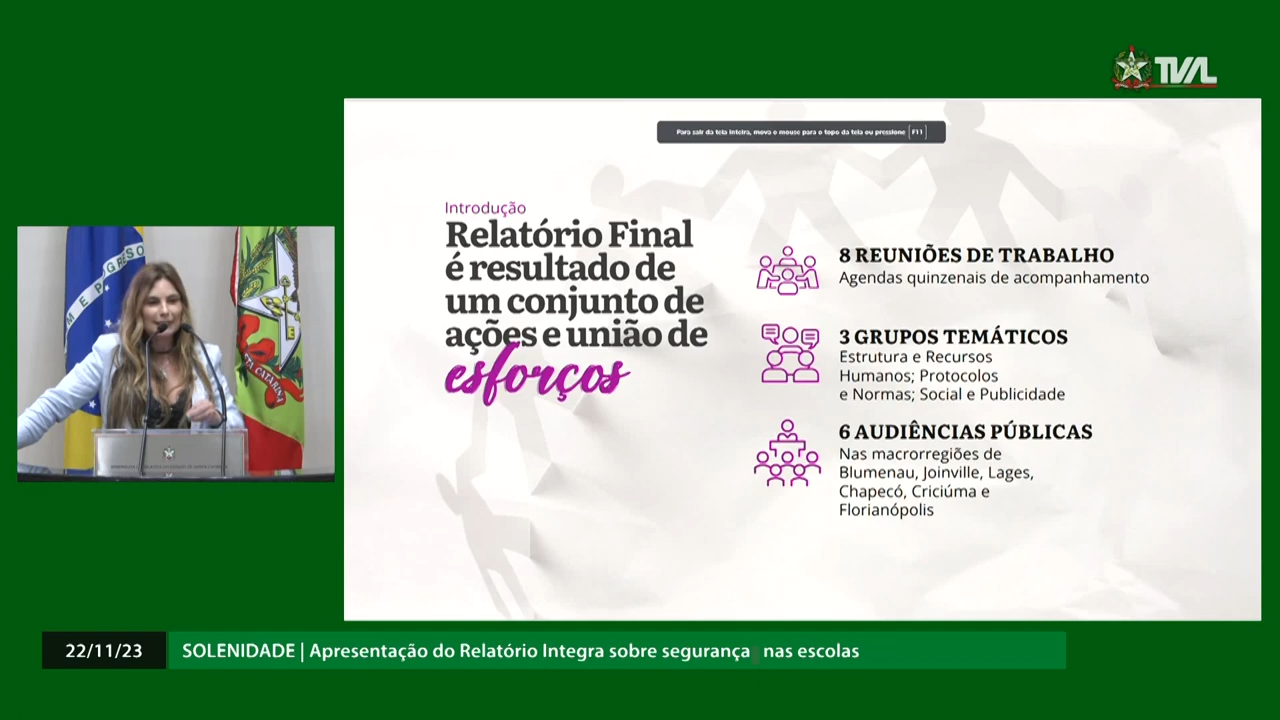 TVAL
Para sair da tela inteira, mova o mouse para o topo da tela ou pressione F11
Introdução
Relatório Final
é resultado de
um conjunto de
ações e união de
esforços
8 REUNIÕES DE TRABALHO
Agendas quinzenais de acompanhamento
3 GRUPOS TEMÁTICOS
Estrutura e Recursos
Humanos; Protocolos
e Normas; Social e Publicidade
6 AUDIÊNCIAS PÚBLICAS
Nas macrorregiões de
Blumenau, Joinville, Lages,
Chapecó, Criciúma e
Florianópolis
M E PROGRESSO
TA CATARINA
22/11/23
SOLENIDADE | Apresentação do Relatório Integra sobre segurança nas escolas